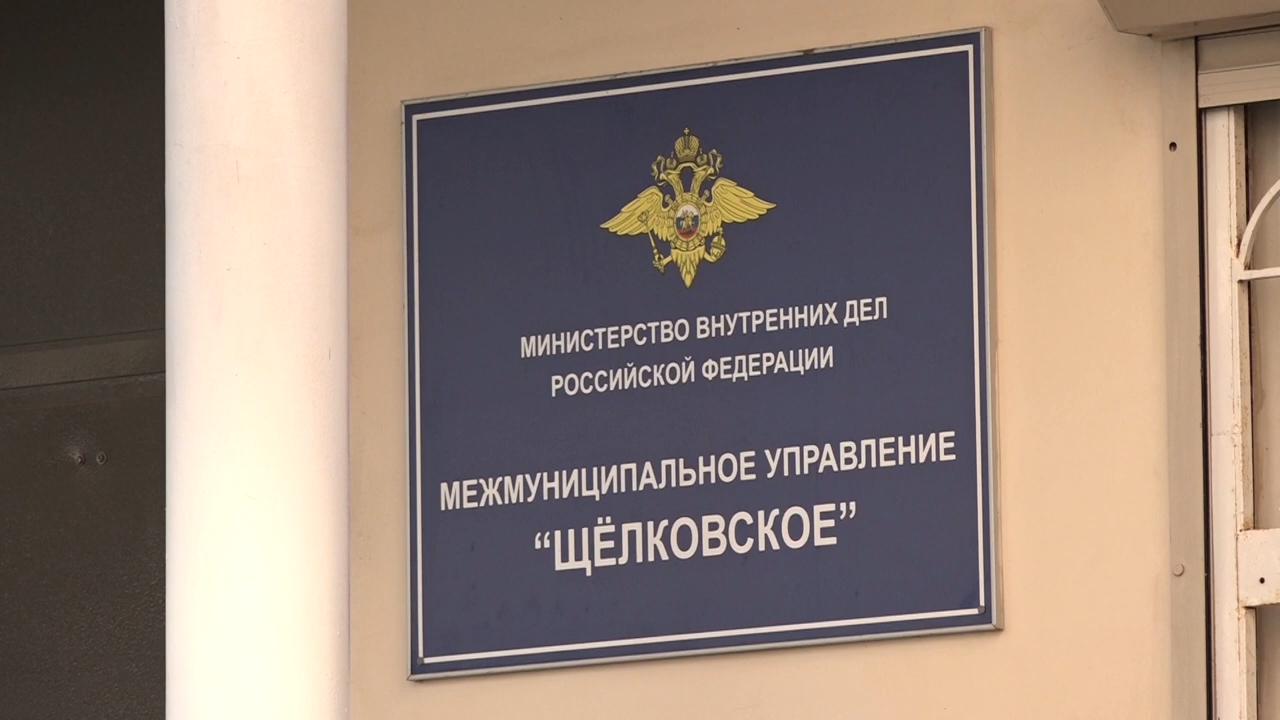 МИНИСТЕРСТВО ВНУТРЕННИХ ДЕЛ
РОССИЙСКОЙ ФЕДЕРАЦИИ
МЕЖМУНИЦИПАЛЬНОЕ УПРАВЛЕНИЕ
“ЩЁЛКОВСКОЕ”